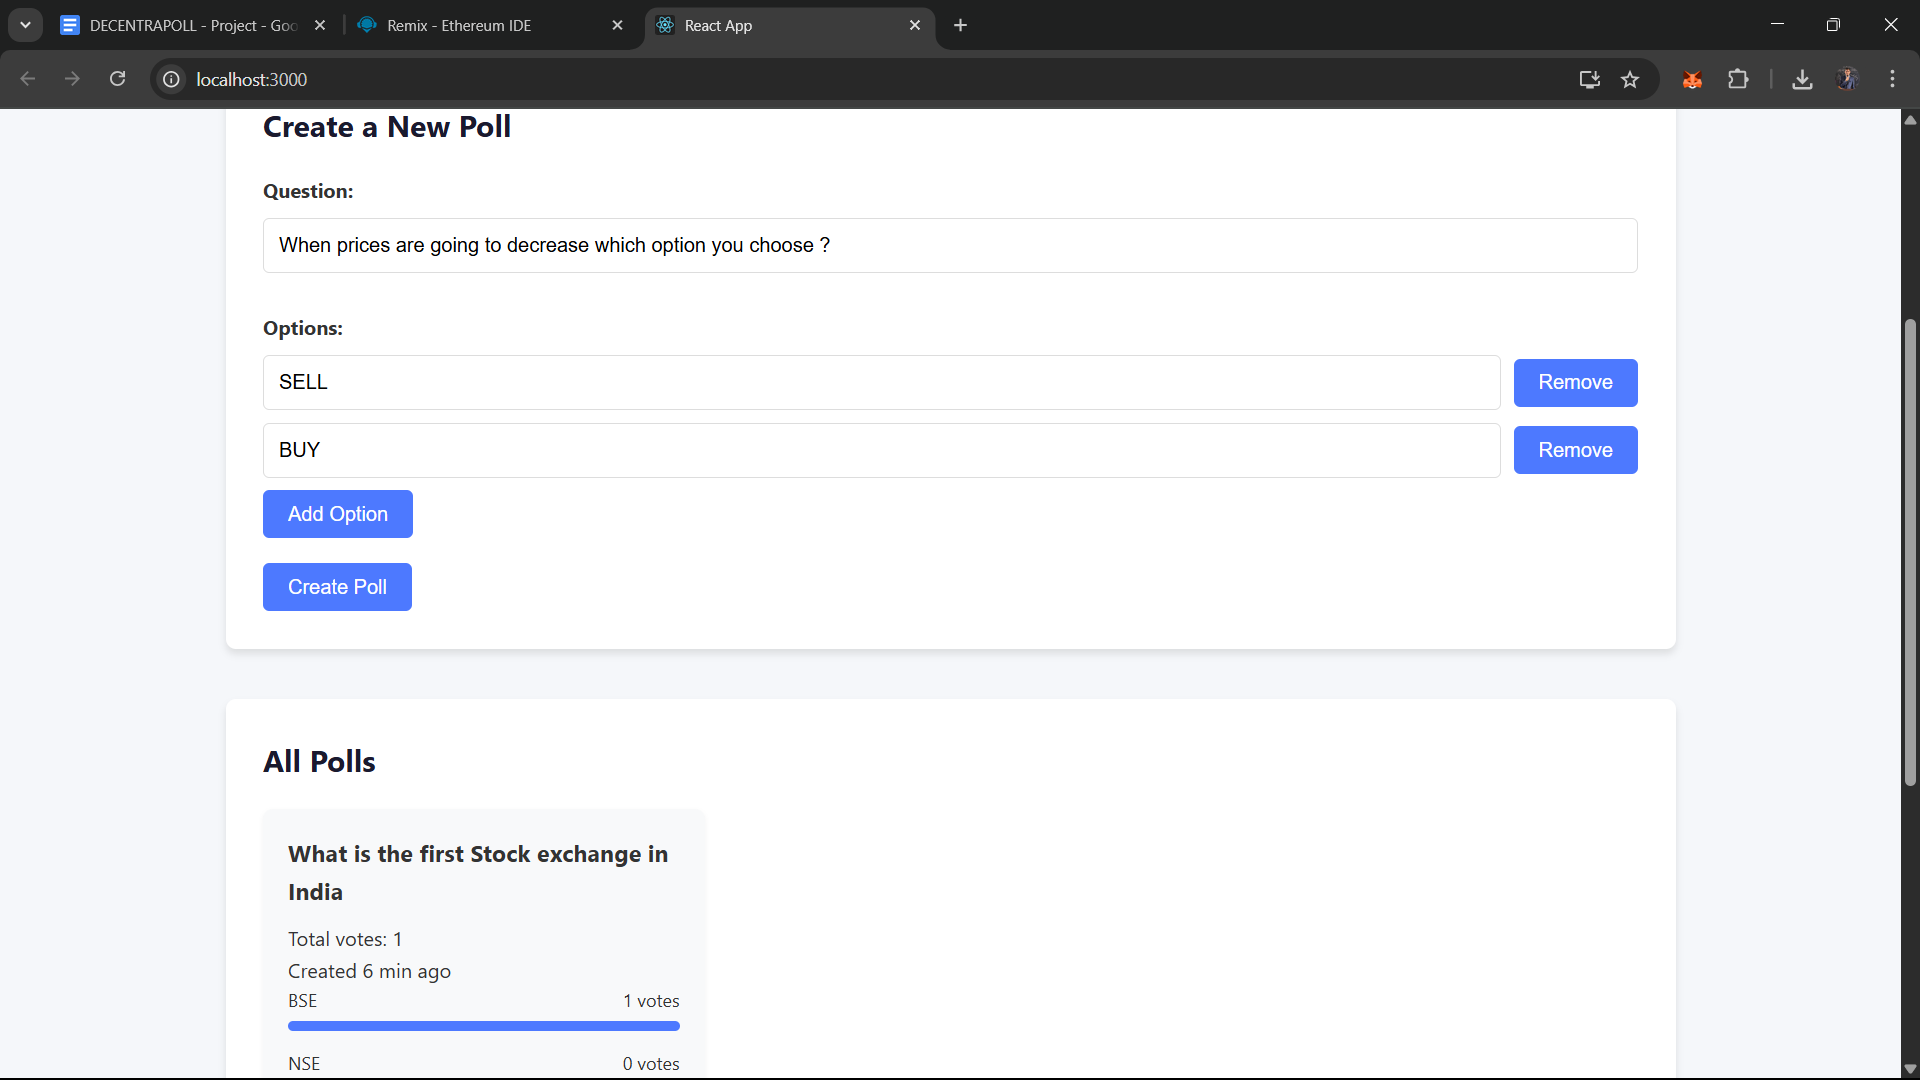 DECENTRAPOLL - Project - Goo
Remix - Ethereum IDE
React App
localhost:3000
Create a New Poll
Question:
When prices are going to decrease which option you choose ?
Options:
SELL
Remove
BUY
Remove
Add Option
Create Poll
All Polls
What is the first Stock exchange in
India
Total votes: 1
Created 6 min ago
BSE
1 votes
NSE
0 votes